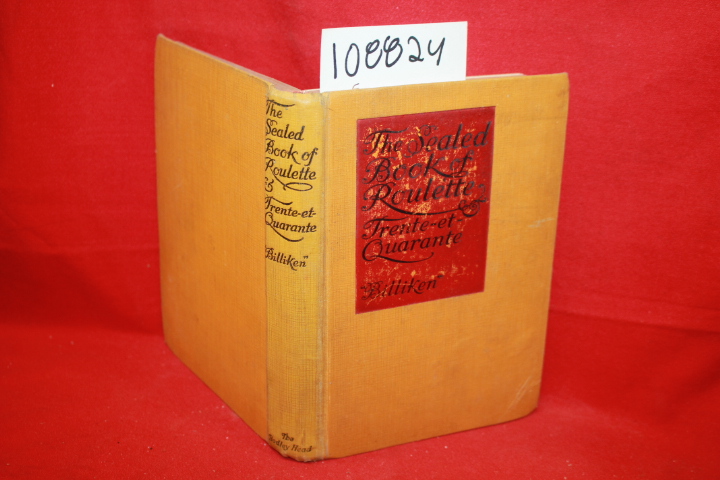 108824
The
Sealed
Book of
Roulette
&
Trente-et-
Quarante
"Billiken"
The
Bodley Head
The Sealed
Book of
Roulette &
Trente-et-
Quarante
"Billiken"